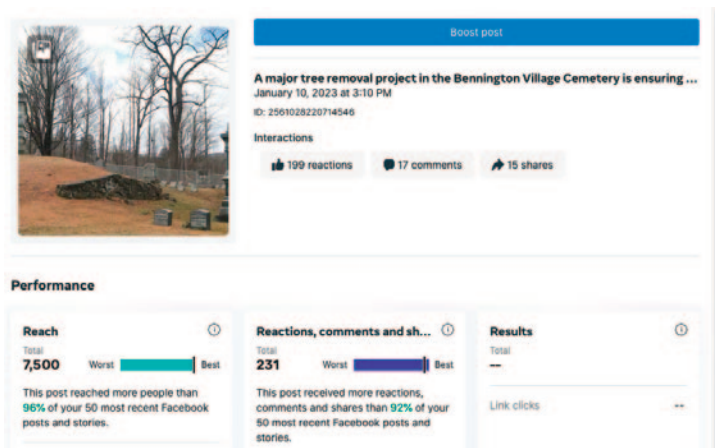 Boost post
A major tree removal project in the Bennington Village Cemetery is ensuring ...
January 10, 2023 at 3:10 PM
ID: 2561028220714546
Interactions
199 reactions 17 comments 15 shares
Performance
Reach
Total
7,500 Worst Best
This post reached more people than
96% of your 50 most recent Facebook
posts and stories.
Reactions, comments and sh...
Total
231 Worst Best
This post received more reactions,
comments and shares than 92% of your
50 most recent Facebook posts and
stories.
Results
Total
--
Link clicks --